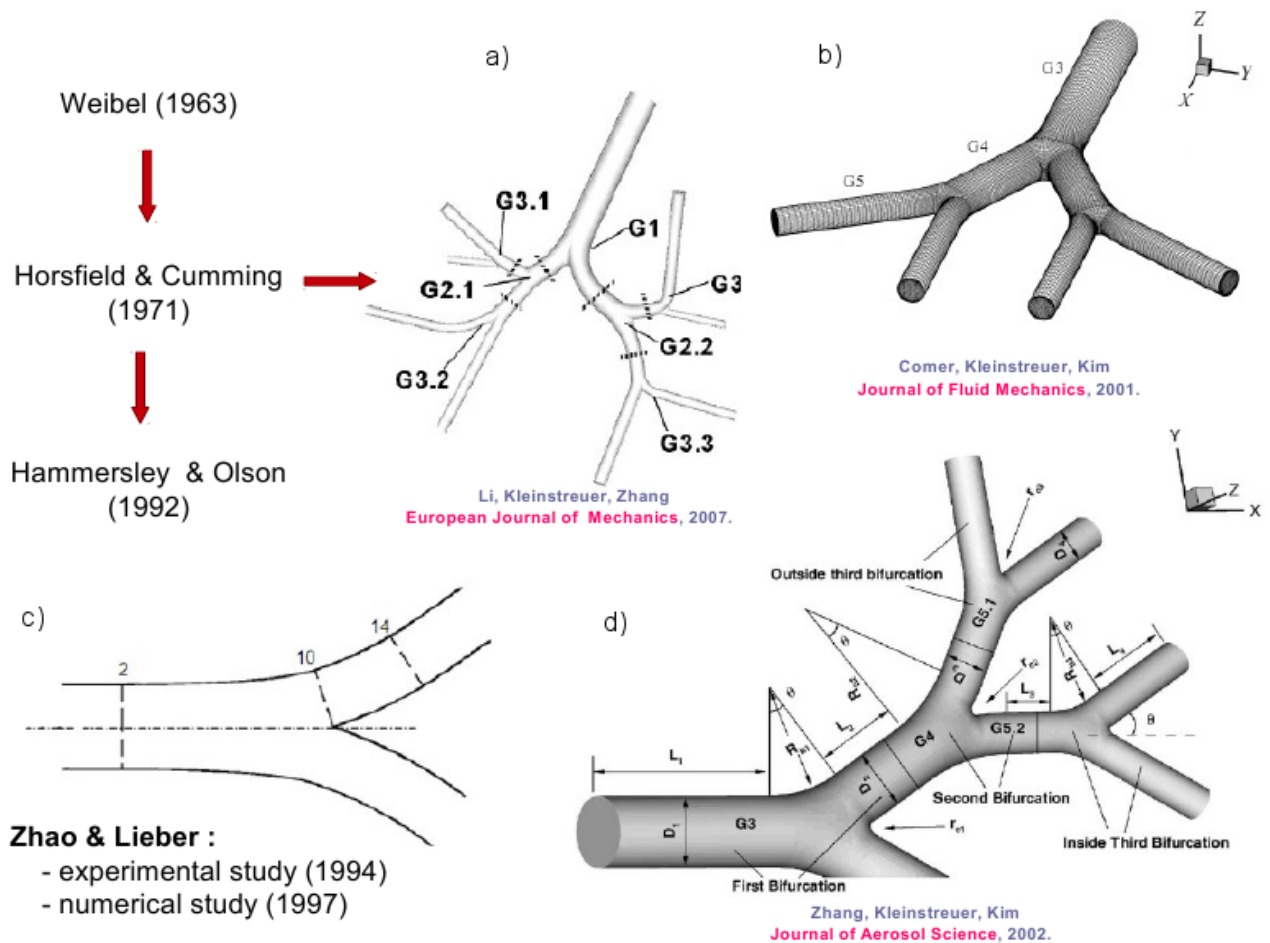 Weibel (1963)
Horsfield & Cumming
(1971)
Hammersley & Olson
(1992)
a)
G3.1
G1
G2.1
G3
G2.2
G3.2
G3.3
Li, Kleinstreuer, Zhang
European Journal of Mechanics, 2007.
b)
G3
G4
G5
Z
Y
X
Comer, Kleinstreuer, Kim
Journal of Fluid Mechanics, 2001.
c)
2
10
14
Zhao & Lieber :
- experimental study (1994)
- numerical study (1997)
d)
Y
Z
X
Outside third bifurcation
G5.1
D4
θ
θ
θ
L4
D3
L3
L2
G5.2
θ
G4
L1
D2
Second Bifurcation
D1
G3
Inside Third Bifurcation
First Bifurcation
Zhang, Kleinstreuer, Kim
Journal of Aerosol Science, 2002.